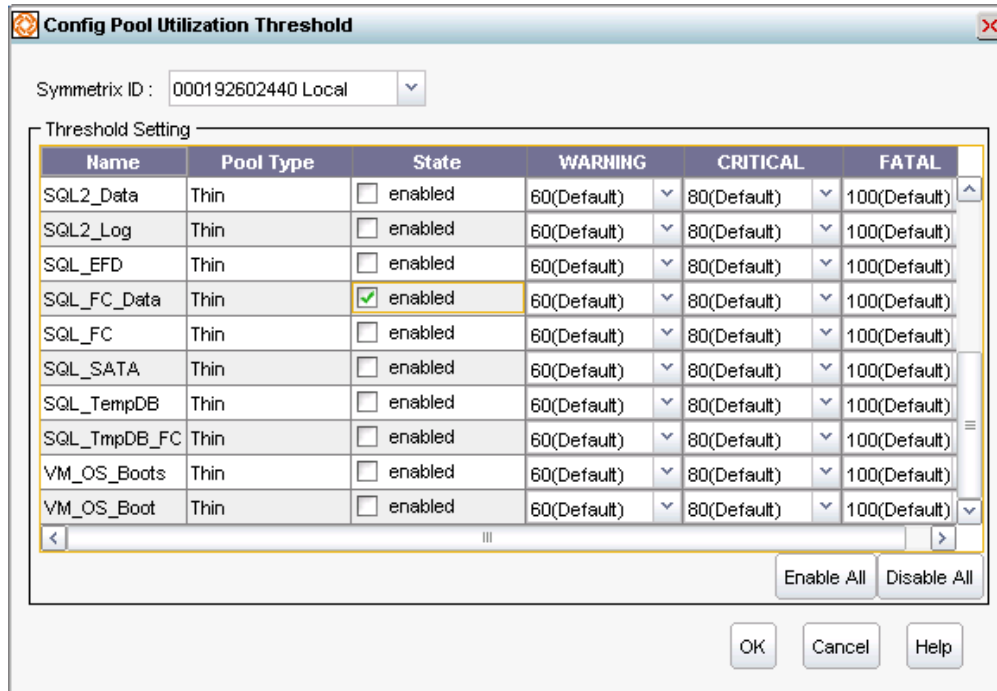 Config Pool Utilization Threshold
Symmetrix ID : 000192602440 Local
Threshold Setting
Name Pool Type State WARNING CRITICAL FATAL
SQL2_Data Thin enabled 60(Default) 80(Default) 100(Default)
SQL2_Log Thin enabled 60(Default) 80(Default) 100(Default)
SQL_EFD Thin enabled 60(Default) 80(Default) 100(Default)
SQL_FC_Data Thin enabled 60(Default) 80(Default) 100(Default)
SQL_FC Thin enabled 60(Default) 80(Default) 100(Default)
SQL_SATA Thin enabled 60(Default) 80(Default) 100(Default)
SQL_TempDB Thin enabled 60(Default) 80(Default) 100(Default)
SQL_TmpDB_FC Thin enabled 60(Default) 80(Default) 100(Default)
VM_OS_Boots Thin enabled 60(Default) 80(Default) 100(Default)
VM_OS_Boot Thin enabled 60(Default) 80(Default) 100(Default)
Enable All Disable All
OK Cancel Help